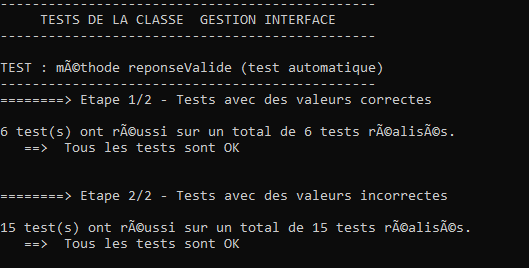 -----------------------------------------------
TESTS DE LA CLASSE  GESTION INTERFACE
-----------------------------------------------
TEST : mÃ©thode reponseValide (test automatique)
-----------------------------------------------
========> Etape 1/2 - Tests avec des valeurs correctes
6 test(s) ont rÃ©ussi sur un total de 6 tests rÃ©alisÃ©s.
==>  Tous les tests sont OK
========> Etape 2/2 - Tests avec des valeurs incorrectes
15 test(s) ont rÃ©ussi sur un total de 15 tests rÃ©alisÃ©s.
==>  Tous les tests sont OK